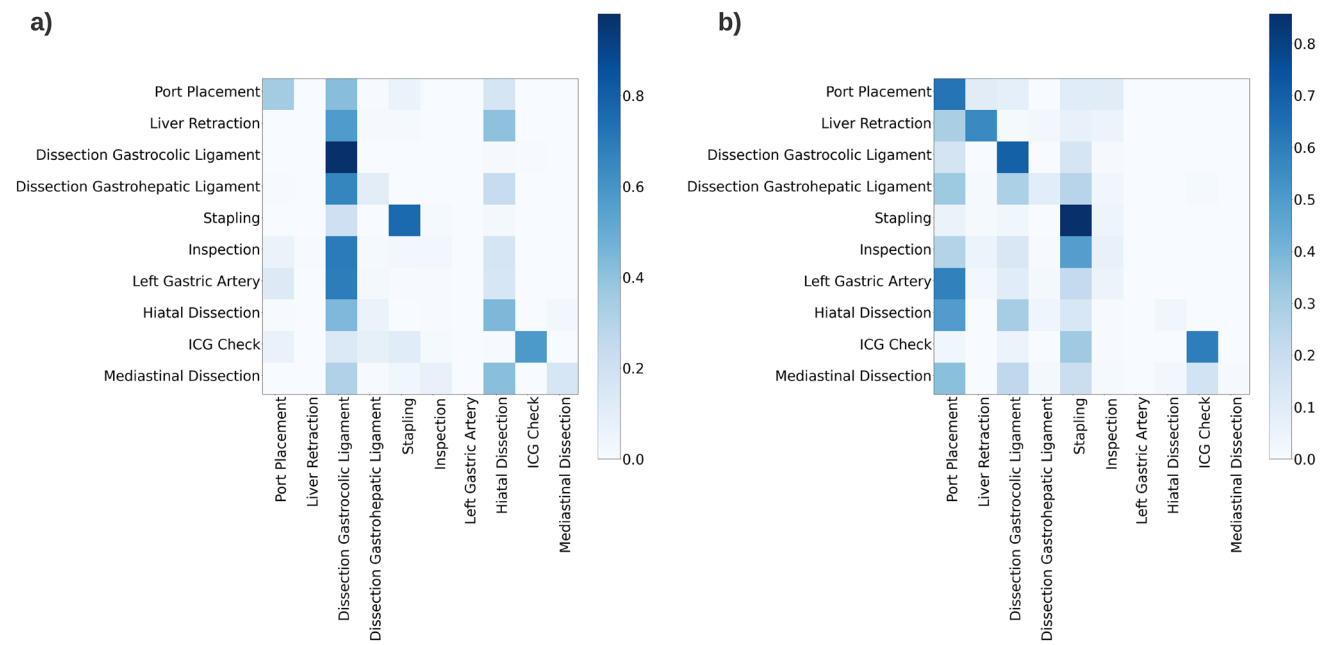 a)
Port Placement
Liver Retraction
Dissection Gastrocolic Ligament
Dissection Gastrohepatic Ligament
Stapling
Inspection
Left Gastric Artery
Hiatal Dissection
ICG Check
Mediastinal Dissection
Port Placement
Liver Retraction
Dissection Gastrocolic Ligament
Dissection Gastrohepatic Ligament
Stapling
Inspection
Left Gastric Artery
Hiatal Dissection
ICG Check
Mediastinal Dissection
0.8
0.6
0.4
0.2
0.0
b)
Port Placement
Liver Retraction
Dissection Gastrocolic Ligament
Dissection Gastrohepatic Ligament
Stapling
Inspection
Left Gastric Artery
Hiatal Dissection
ICG Check
Mediastinal Dissection
Port Placement
Liver Retraction
Dissection Gastrocolic Ligament
Dissection Gastrohepatic Ligament
Stapling
Inspection
Left Gastric Artery
Hiatal Dissection
ICG Check
Mediastinal Dissection
0.8
0.7
0.6
0.5
0.4
0.3
0.2
0.1
0.0